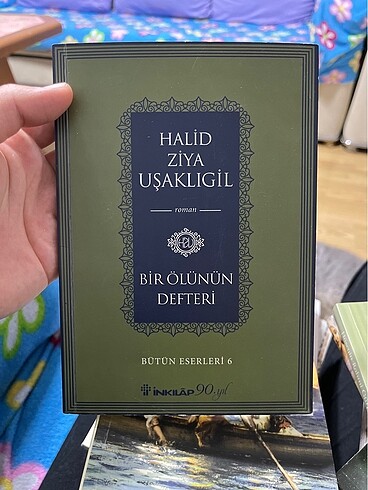 HALİD
ZİYA
UŞAKLIGİL
roman
BİR ÖLÜNÜN
DEFTERİ
BÜTÜN ESERLERİ 6
İNKILÂP 90.yıl